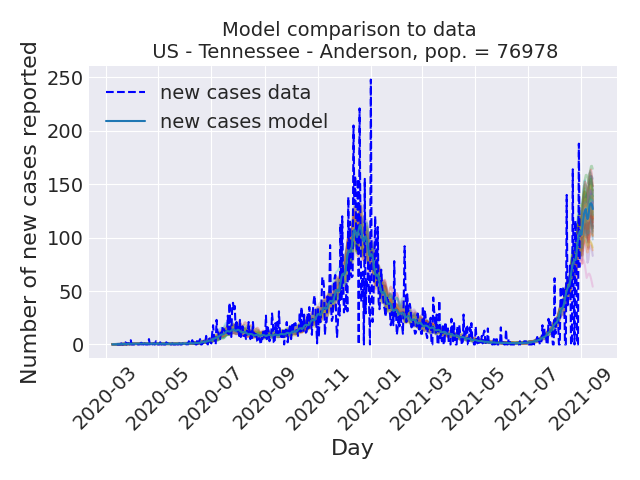 Model comparison to data
US - Tennessee - Anderson, pop. = 76978
Number of new cases reported
250
200
150
100
50
0
new cases data
new cases model
2020-03
2020-05
2020-07
2020-09
2020-11
2021-01
2021-03
2021-05
2021-07
2021-09
Day